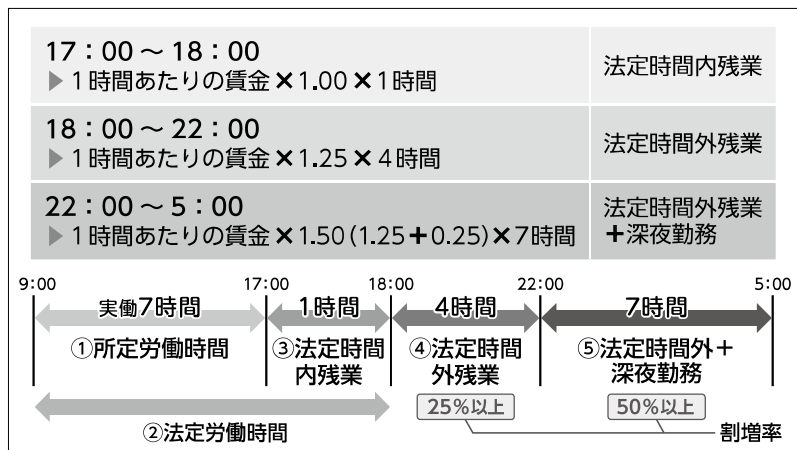 17：00 ～ 18：00
▶ 1時間あたりの賃金×1.00×1時間
法定時間内残業
18：00 ～ 22：00
▶ 1時間あたりの賃金×1.25×4時間
法定時間外残業
22：00 ～ 5：00
▶ 1時間あたりの賃金×1.50(1.25＋0.25)×7時間
法定時間外残業
＋深夜勤務
9:00 17:00 18:00 22:00 5:00
実働7時間 1時間 4時間 7時間
①所定労働時間
③法定時間
内残業
④法定時間
外残業
⑤法定時間外＋
深夜勤務
25%以上 50%以上
②法定労働時間
割増率